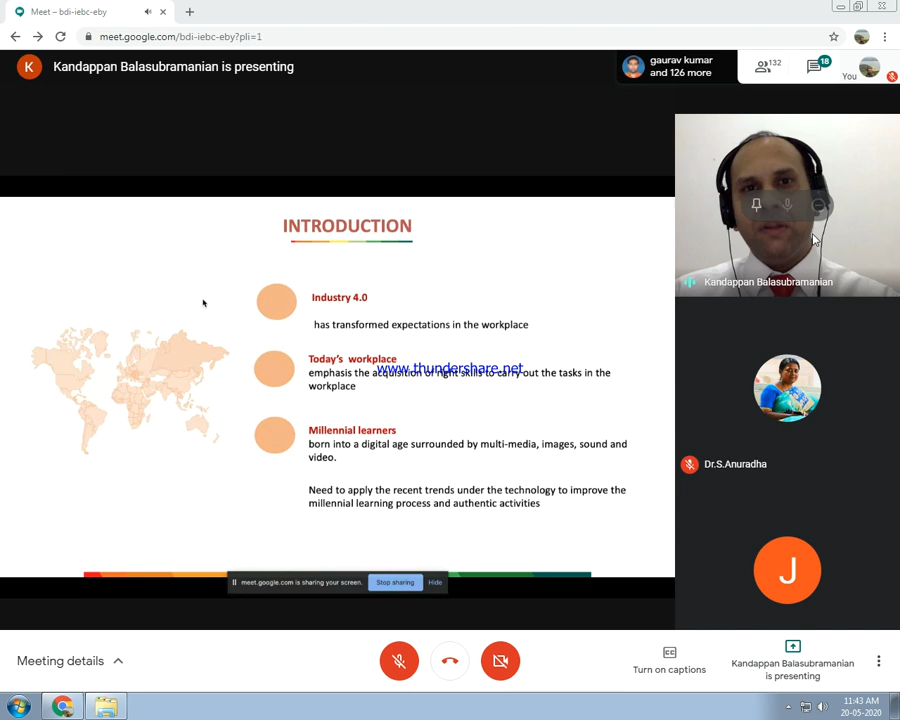 Meet – bdi-iebc-eby
meet.google.com/bdi-iebc-eby?pli=1
K
Kandappan Balasubramanian is presenting
gaurav kumar
and 126 more
132
18
You
INTRODUCTION
Industry 4.0
has transformed expectations in the workplace
Today's workplace
www.thundershare.net
emphasis the acquisition of right skills to carry out the tasks in the
workplace
Millennial learners
born into a digital age surrounded by multi-media, images, sound and
video.
Need to apply the recent trends under the technology to improve the
millennial learning process and authentic activities
meet.google.com is sharing your screen.
Stop sharing
Hide
Kandappan Balasubramanian
Dr.S.Anuradha
J
Meeting details
CC
Turn on captions
Kandappan Balasubramanian
is presenting
11:43 AM
20-05-2020